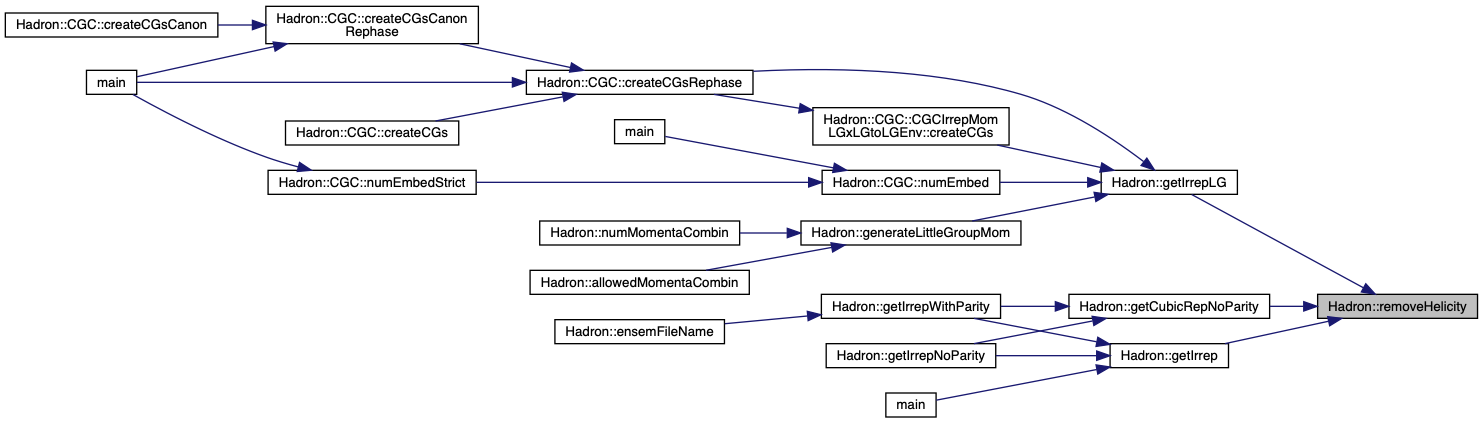 Hadron::CGC::createCGsCanon
Hadron::CGC::createCGsCanon
Rephase
main
Hadron::CGC::createCGsRephase
Hadron::CGC::createCGs
main
Hadron::CGC::CGCIrrepMom
LGxLGtoLGEnv::createCGs
Hadron::CGC::numEmbedStrict
Hadron::CGC::numEmbed
Hadron::getIrrepLG
Hadron::numMomentaCombin
Hadron::generateLittleGroupMom
Hadron::allowedMomentaCombin
Hadron::ensemFileName
Hadron::getIrrepWithParity
Hadron::getCubicRepNoParity
Hadron::removeHelicity
Hadron::getIrrepNoParity
Hadron::getIrrep
main